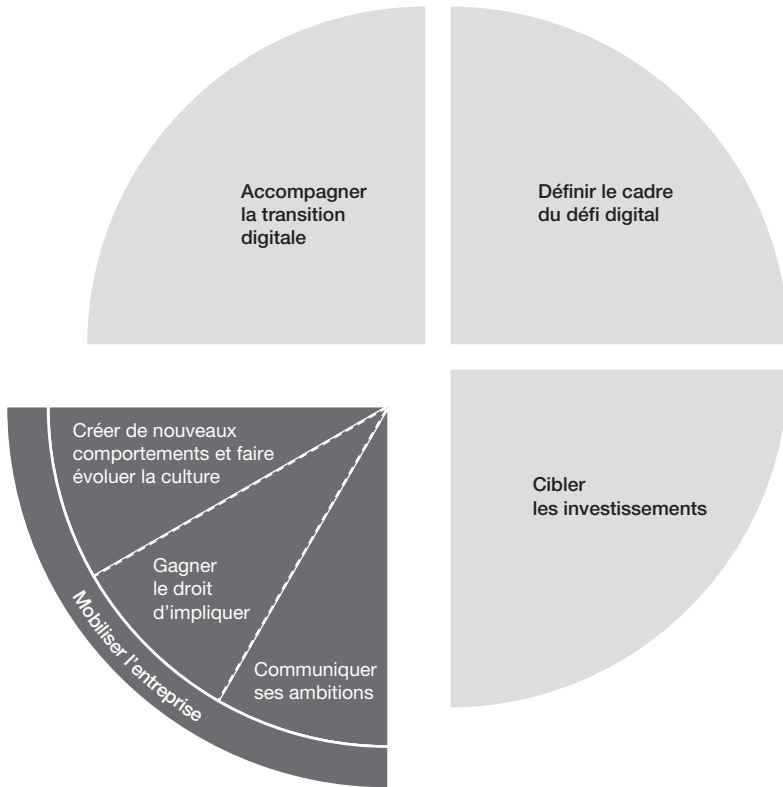 Accompagner
la transition
digitale
Définir le cadre
du défi digital
Créer de nouveaux
comportements et faire
évoluer la culture
Gagner
le droit
d'impliquer
Communiquer
ses ambitions
Mobiliser l'entreprise
Cibler
les investissements